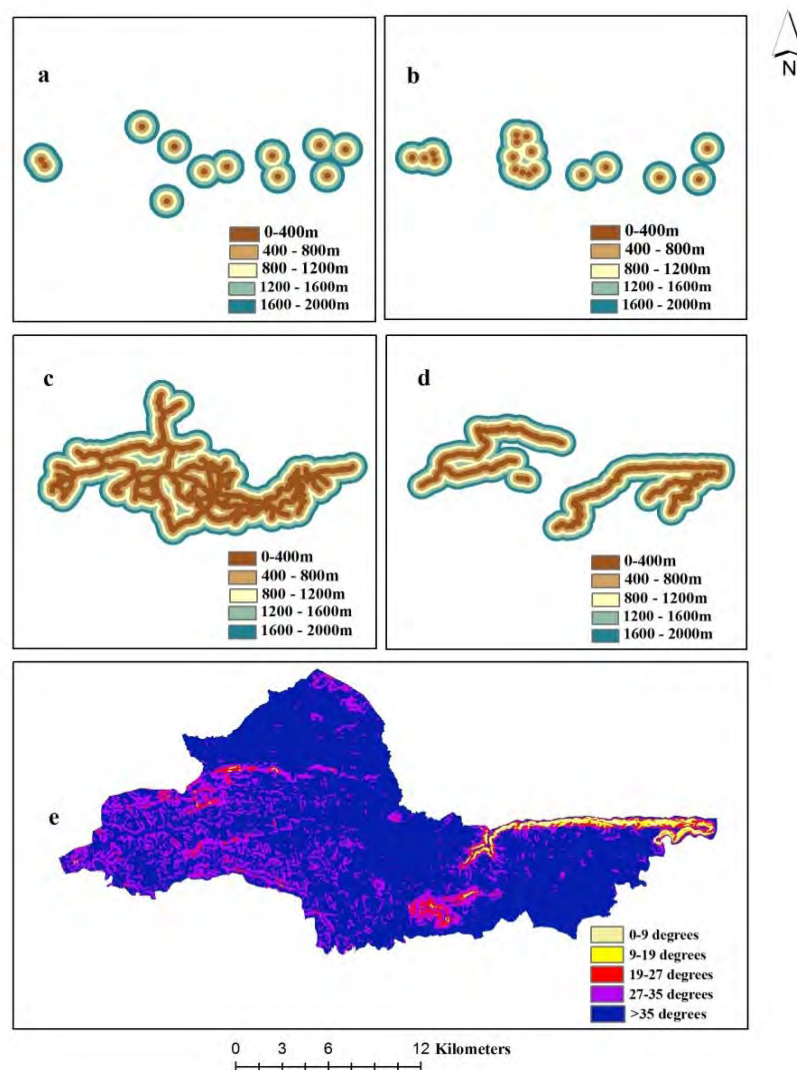 N
a
0-400m
400 - 800m
800 - 1200m
1200 - 1600m
1600 - 2000m
b
0-400m
400 - 800m
800 - 1200m
1200 - 1600m
1600 - 2000m
c
0-400m
400 - 800m
800 - 1200m
1200 - 1600m
1600 - 2000m
d
0-400m
400 - 800m
800 - 1200m
1200 - 1600m
1600 - 2000m
e
0-9 degrees
9-19 degrees
19-27 degrees
27-35 degrees
>35 degrees
0 3 6 12 Kilometers